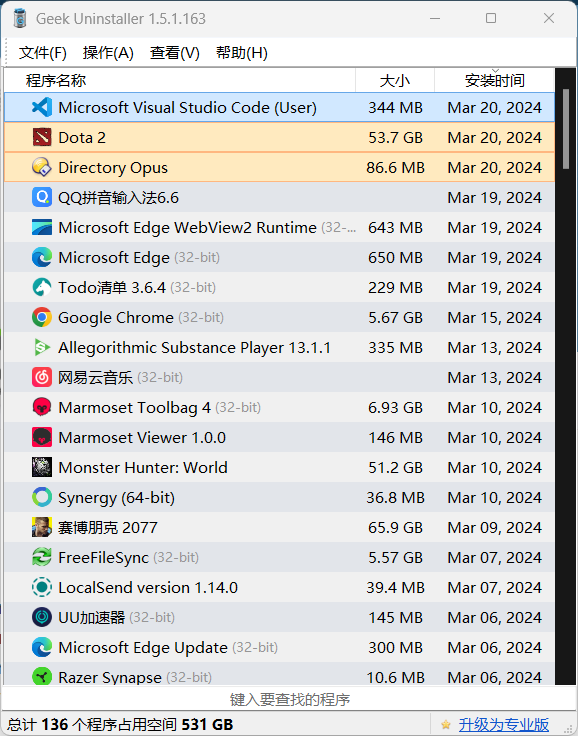 Geek Uninstaller 1.5.1.163
文件(F) 操作(A) 查看(V) 帮助(H)
程序名称 大小 安装时间
Microsoft Visual Studio Code (User) 344 MB Mar 20, 2024
Dota 2 53.7 GB Mar 20, 2024
Directory Opus 86.6 MB Mar 20, 2024
QQ拼音输入法6.6 Mar 19, 2024
Microsoft Edge WebView2 Runtime (32-... 643 MB Mar 19, 2024
Microsoft Edge (32-bit) 650 MB Mar 19, 2024
Todo清单 3.6.4 (32-bit) 229 MB Mar 19, 2024
Google Chrome (32-bit) 5.67 GB Mar 15, 2024
Allegorithmic Substance Player 13.1.1 335 MB Mar 13, 2024
网易云音乐 (32-bit) Mar 13, 2024
Marmoset Toolbag 4 (32-bit) 6.93 GB Mar 10, 2024
Marmoset Viewer 1.0.0 146 MB Mar 10, 2024
Monster Hunter: World 51.2 GB Mar 10, 2024
Synergy (64-bit) 36.8 MB Mar 10, 2024
赛博朋克 2077 65.9 GB Mar 09, 2024
FreeFileSync (32-bit) 5.57 GB Mar 07, 2024
LocalSend version 1.14.0 39.4 MB Mar 07, 2024
UU加速器 (32-bit) 145 MB Mar 06, 2024
Microsoft Edge Update (32-bit) 300 MB Mar 06, 2024
Razer Synapse (32-bit) 10.6 MB Mar 06, 2024
键入要查找的程序
总计 136 个程序占用空间 531 GB 升级为专业版